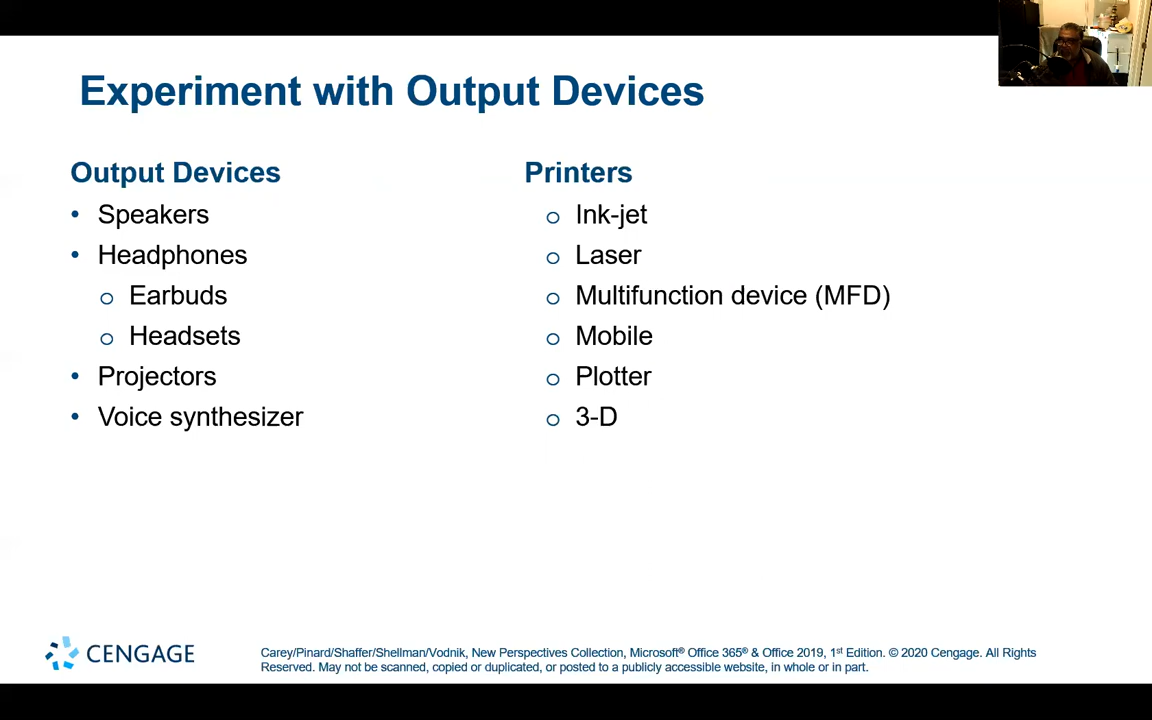 Experiment with Output Devices
Output Devices
• Speakers
• Headphones
o Earbuds
o Headsets
• Projectors
• Voice synthesizer
Printers
o Ink-jet
o Laser
o Multifunction device (MFD)
o Mobile
o Plotter
o 3-D
CENGAGE
Carey/Pinard/Shaffer/Shellman/Vodnik, New Perspectives Collection, Microsoft® Office 365® & Office 2019, 1st Edition. © 2020 Cengage. All Rights
Reserved. May not be scanned, copied or duplicated, or posted to a publicly accessible website, in whole or in part.